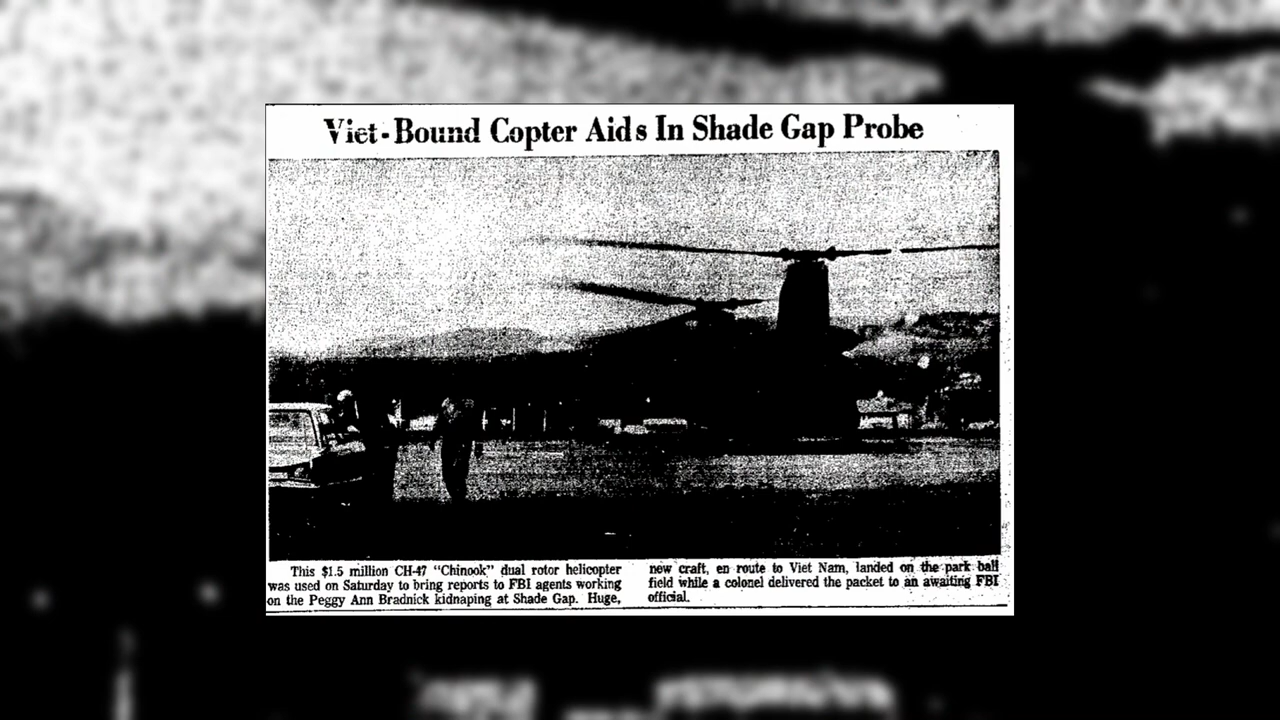 Viet-Bound Copter Aids In Shade Gap Probe
This $1.5 million CH-47 "Chinook" dual rotor helicopter
was used on Saturday to bring reports to FBI agents working
on the Peggy Ann Bradnick kidnaping at Shade Gap. Huge,
new craft, en route to Viet Nam, landed on the park ball
field while a colonel delivered the packet to an awaiting FBI
official.